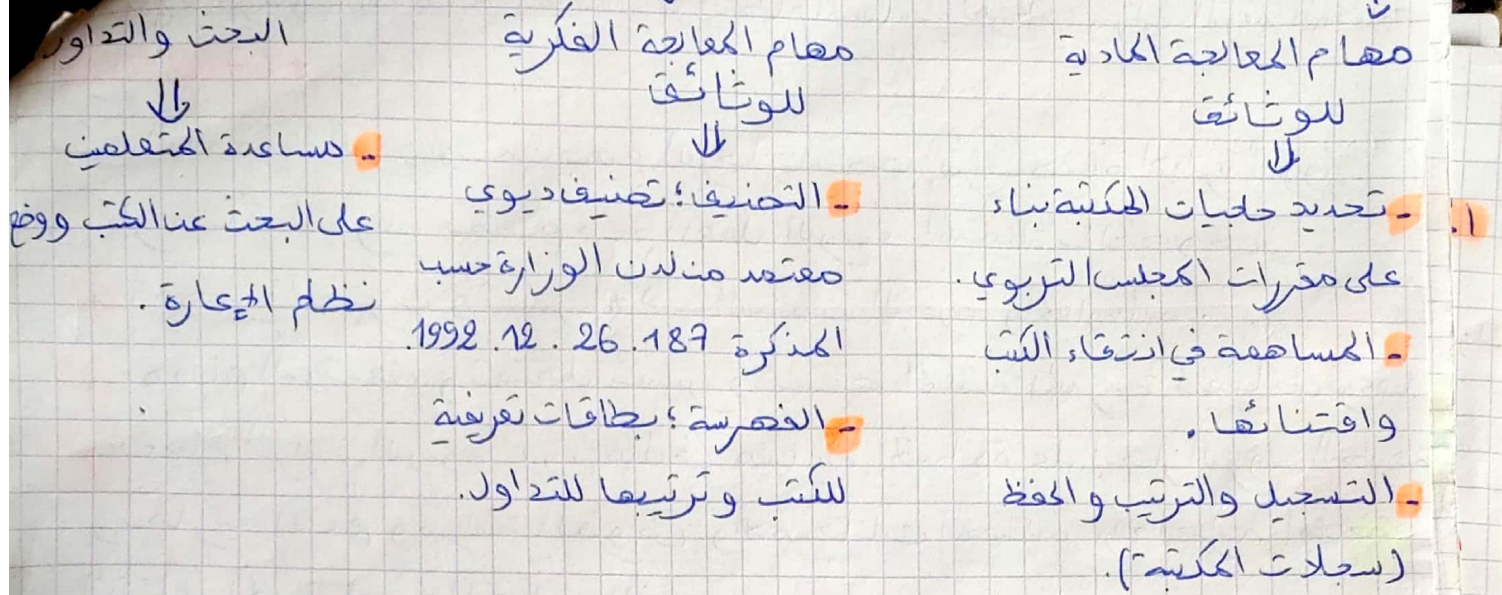 مهام المعالجة المادية
للوثائق
⇓
1. - تحديد حاجيات المكتبة بناء
على مقررات المجلس التربوي.
- المساهمة في انتقاء الكتب
واقتنائها.
- التسجيل والترتيب والحفظ
(سجلات المكتبة).
مهام المعالجة الفكرية
للوثائق
⇓
- التصنيف؛ تصنيف ديوي
معتمد من لدن الوزارة حسب
المذكرة 187. 26. 12. 1992.
- الفهرسة؛ بطاقات تعريفية
للكتب وترتيبها للتداول.
البحث والتداول
⇓
- مساعدة المتعلمين
على البحث عن الكتب ووضع
نظام الإعارة.